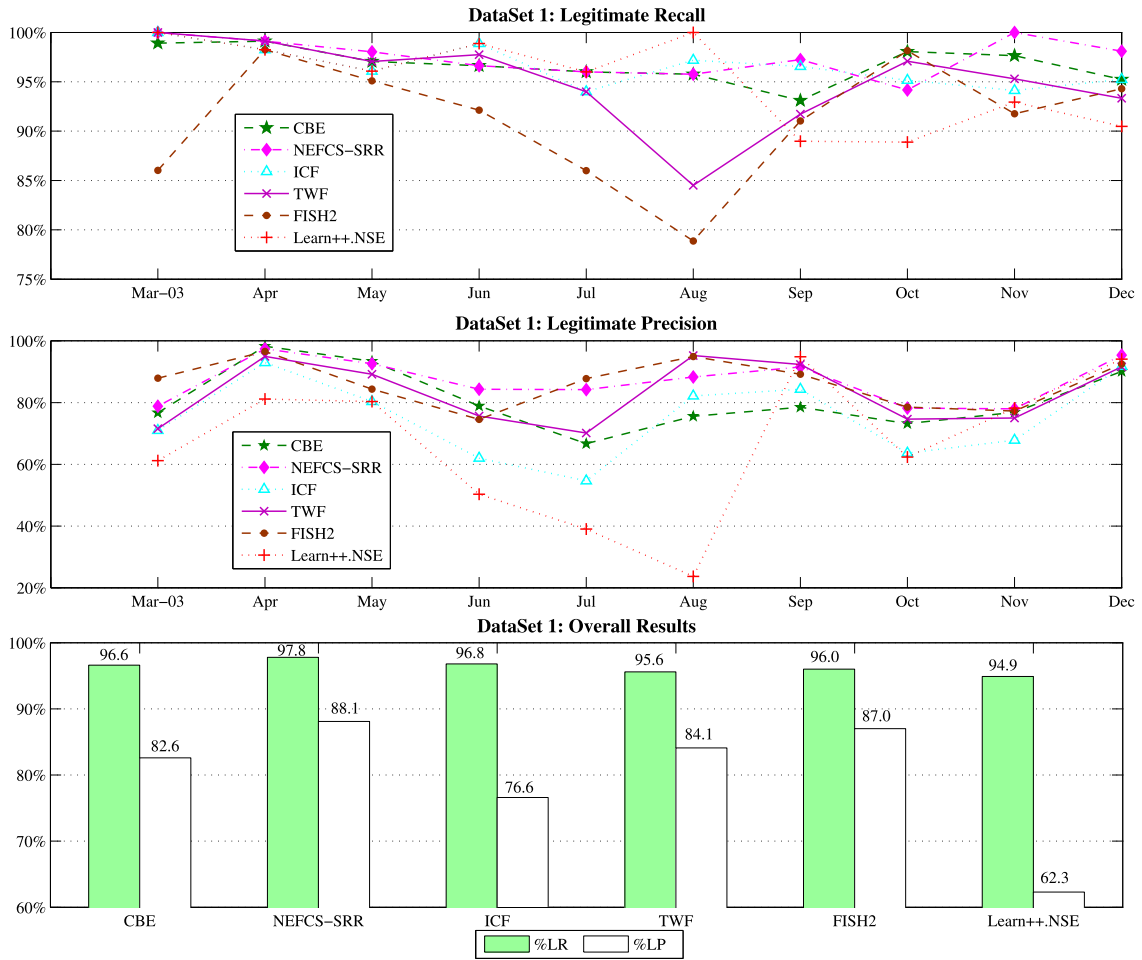 DataSet 1: Legitimate Recall
100%
95%
90%
85%
80%
75%
CBE
NEFCS−SRR
ICF
TWF
FISH2
Learn++.NSE
Mar−03 Apr May Jun Jul Aug Sep Oct Nov Dec
DataSet 1: Legitimate Precision
100%
80%
60%
40%
20%
CBE
NEFCS−SRR
ICF
TWF
FISH2
Learn++.NSE
Mar−03 Apr May Jun Jul Aug Sep Oct Nov Dec
DataSet 1: Overall Results
100%
90%
80%
70%
60%
96.6 97.8 96.8 95.6 96.0 94.9
82.6 88.1 76.6 84.1 87.0 62.3
CBE NEFCS−SRR ICF TWF FISH2 Learn++.NSE
%LR %LP